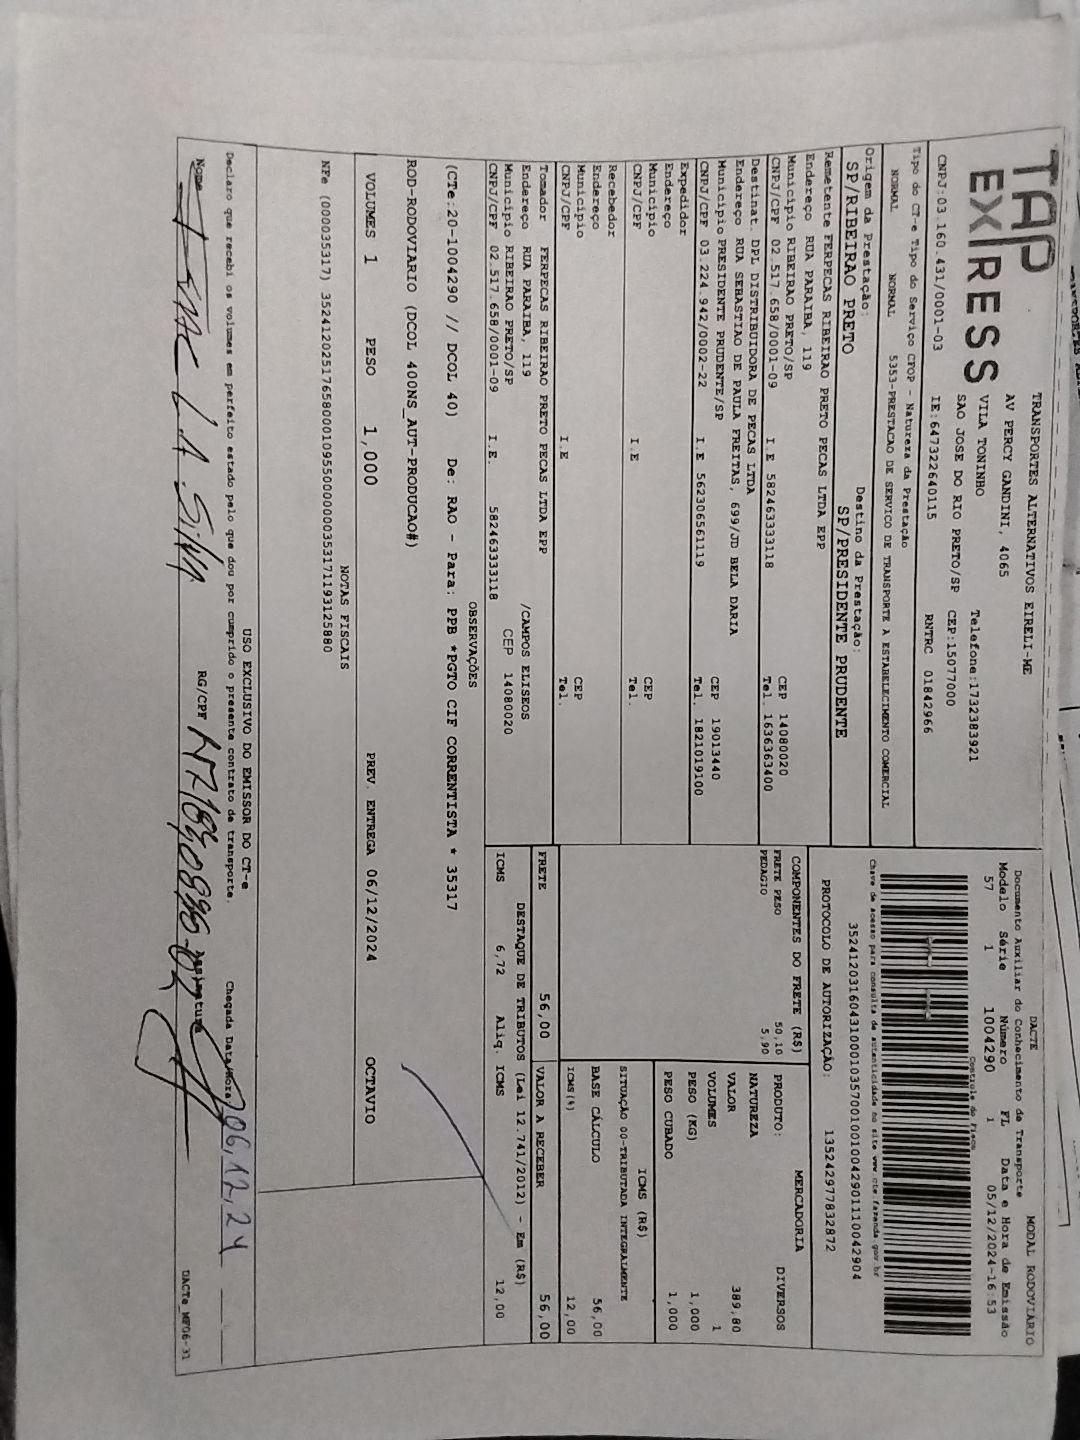 TAP
EXPRESS
TRANSPORTES ALTERNATIVOS EIRELI-ME
AV PERCY GANDINI, 4065
VILA TONINHO Telefone:1732383921
SAO JOSE DO RIO PRETO/SP CEP:15077000
CNPJ:03.160.431/0001-03 IE:647322640115 RNTRC 01842966
DACTE MODAL RODOVIÁRIO
Documento Auxiliar do Conhecimento de Transporte
Modelo Série Número FL Data e Hora de Emissão
57 1 1004290 1 05/12/2024-16:53
Controle do Fisco
Tipo do CT-e Tipo do Serviço CFOP - Natureza da Prestação
NORMAL NORMAL 5353-PRESTACAO DE SERVICO DE TRANSPORTE A ESTABELECIMENTO COMERCIAL
Chave de acesso para consulta de autenticidade no site www.cte.fazenda.gov.br
35241203160431000103570010010042901110042904
Origem da Prestação: Destino da Prestação:
SP/RIBEIRAO PRETO SP/PRESIDENTE PRUDENTE
PROTOCOLO DE AUTORIZAÇÃO: 135242977832872
Remetente FERPECAS RIBEIRAO PRETO PECAS LTDA EPP
Endereço RUA PARAIBA, 119
Municipio RIBEIRAO PRETO/SP CEP 14080020
CNPJ/CPF 02.517.658/0001-09 I.E 582463333118 Tel. 1636363400
Destinat. DPL DISTRIBUIDORA DE PECAS LTDA
Endereço RUA SEBASTIAO DE PAULA FREITAS, 699/JD BELA DARIA
Municipio PRESIDENTE PRUDENTE/SP CEP 19013440
CNPJ/CPF 03.224.942/0002-22 I.E 562306561119 Tel. 1821019100
Expedidor
Endereço
Municipio CEP
CNPJ/CPF I.E Tel.
Recebedor
Endereço
Municipio CEP
CNPJ/CPF I.E Tel.
Tomador FERPECAS RIBEIRAO PRETO PECAS LTDA EPP
Endereço RUA PARAIBA, 119 /CAMPOS ELISEOS
Municipio RIBEIRAO PRETO/SP CEP 14080020
CNPJ/CPF 02.517.658/0001-09 I.E. 582463333118
COMPONENTES DO FRETE (R$)
FRETE PESO 50,10
PEDAGIO 5,90
MERCADORIA
PRODUTO: DIVERSOS
NATUREZA
VALOR 389,80
VOLUMES 1
PESO (KG) 1,000
PESO CUBADO 1,000
ICMS (R$)
SITUAÇÃO 00-TRIBUTADA INTEGRALMENTE
BASE CÁLCULO 56,00
ICMS(%) 12,00
FRETE 56,00 VALOR A RECEBER 56,00
DESTAQUE DE TRIBUTOS (Lei 12.741/2012) - Em (R$)
ICMS 6,72 Aliq. ICMS 12,00
OBSERVAÇÕES
(CTe:20-1004290 // DCOL 40) De: RAO - Para: PPB *PGTO CIF CORRENTISTA * 35317
ROD-RODOVIARIO (DCOL 400NS_AUT-PRODUCAO#)
VOLUMES 1 PESO 1,000 PREV. ENTREGA 06/12/2024 OCTAVIO
NOTAS FISCAIS
NFe (000035317) 35241202517658000109550000000353171193125880
USO EXCLUSIVO DO EMISSOR DO CT-e
Declaro que recebi os volumes em perfeito estado pelo que dou por cumprido o presente contrato de transporte.
Chegada Data/Hora 06,12,24
Nome RG/CPF Assinatura
DACTe_MF06-31